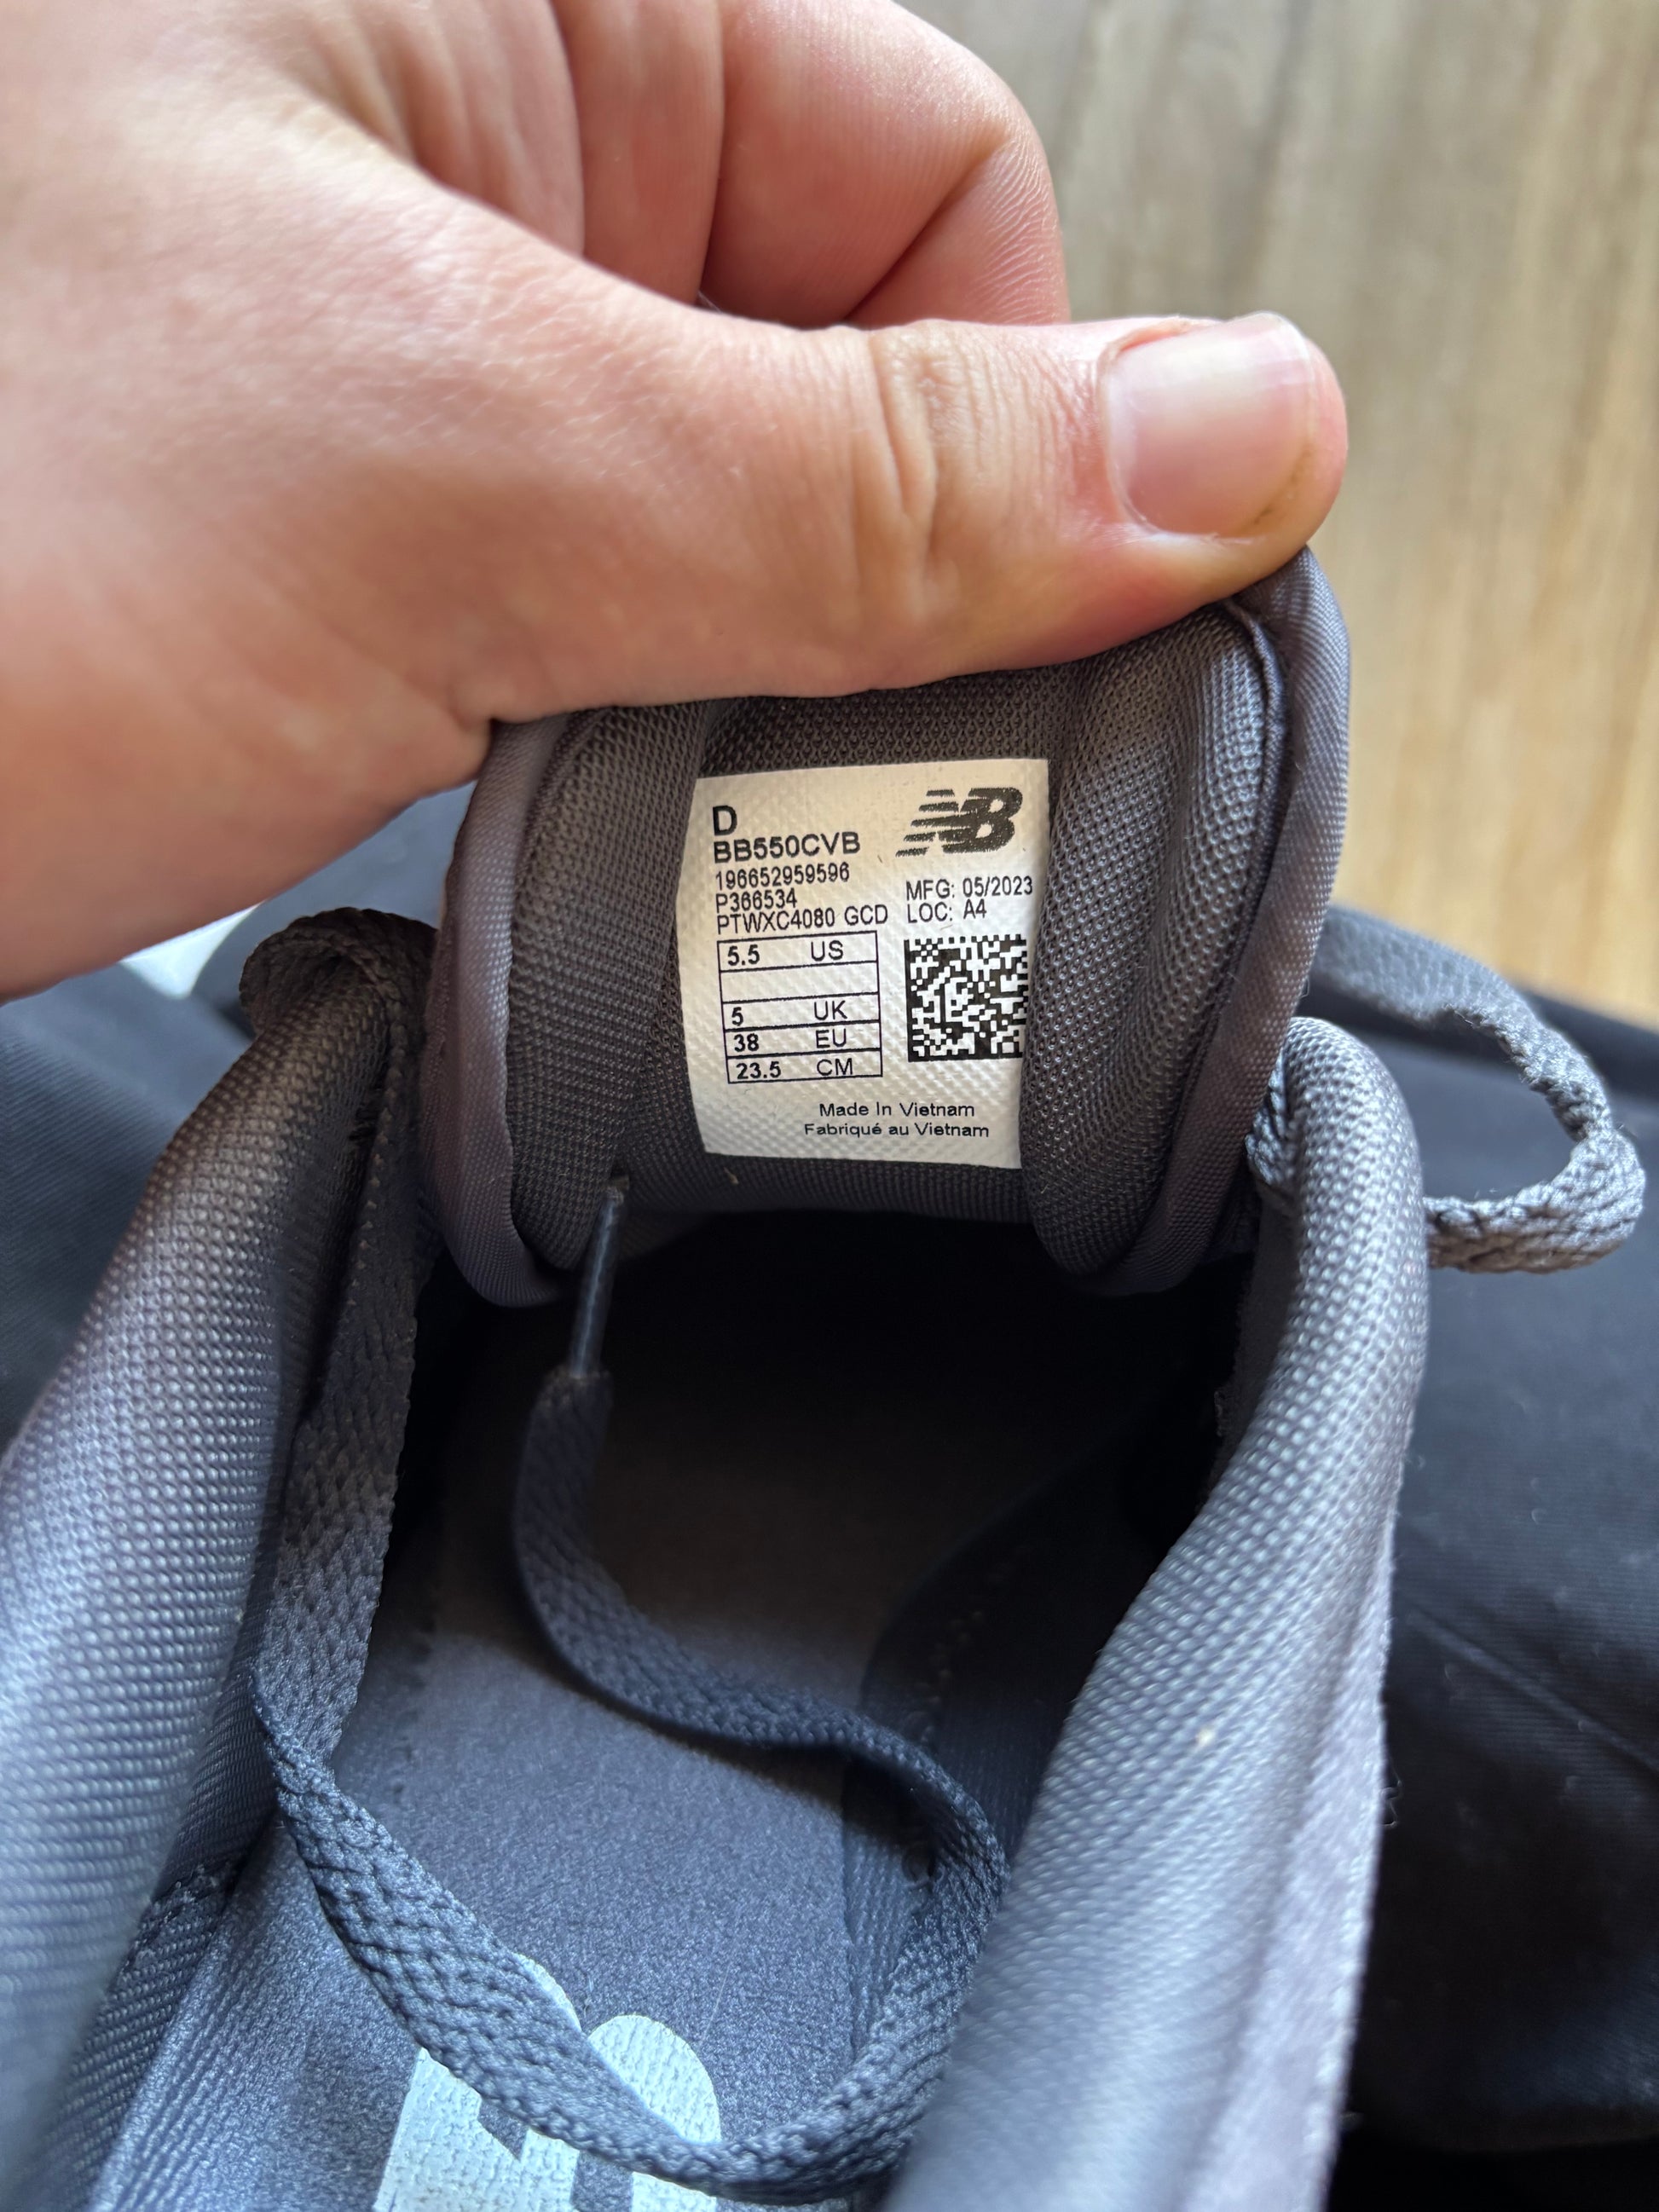 D
NB
BB550CVB
196652959596
P366534
PTWXC4080 GCD
MFG: 05/2023
LOC: A4
5.5 US
5 UK
38 EU
23.5 CM
Made In Vietnam
Fabriqué au Vietnam